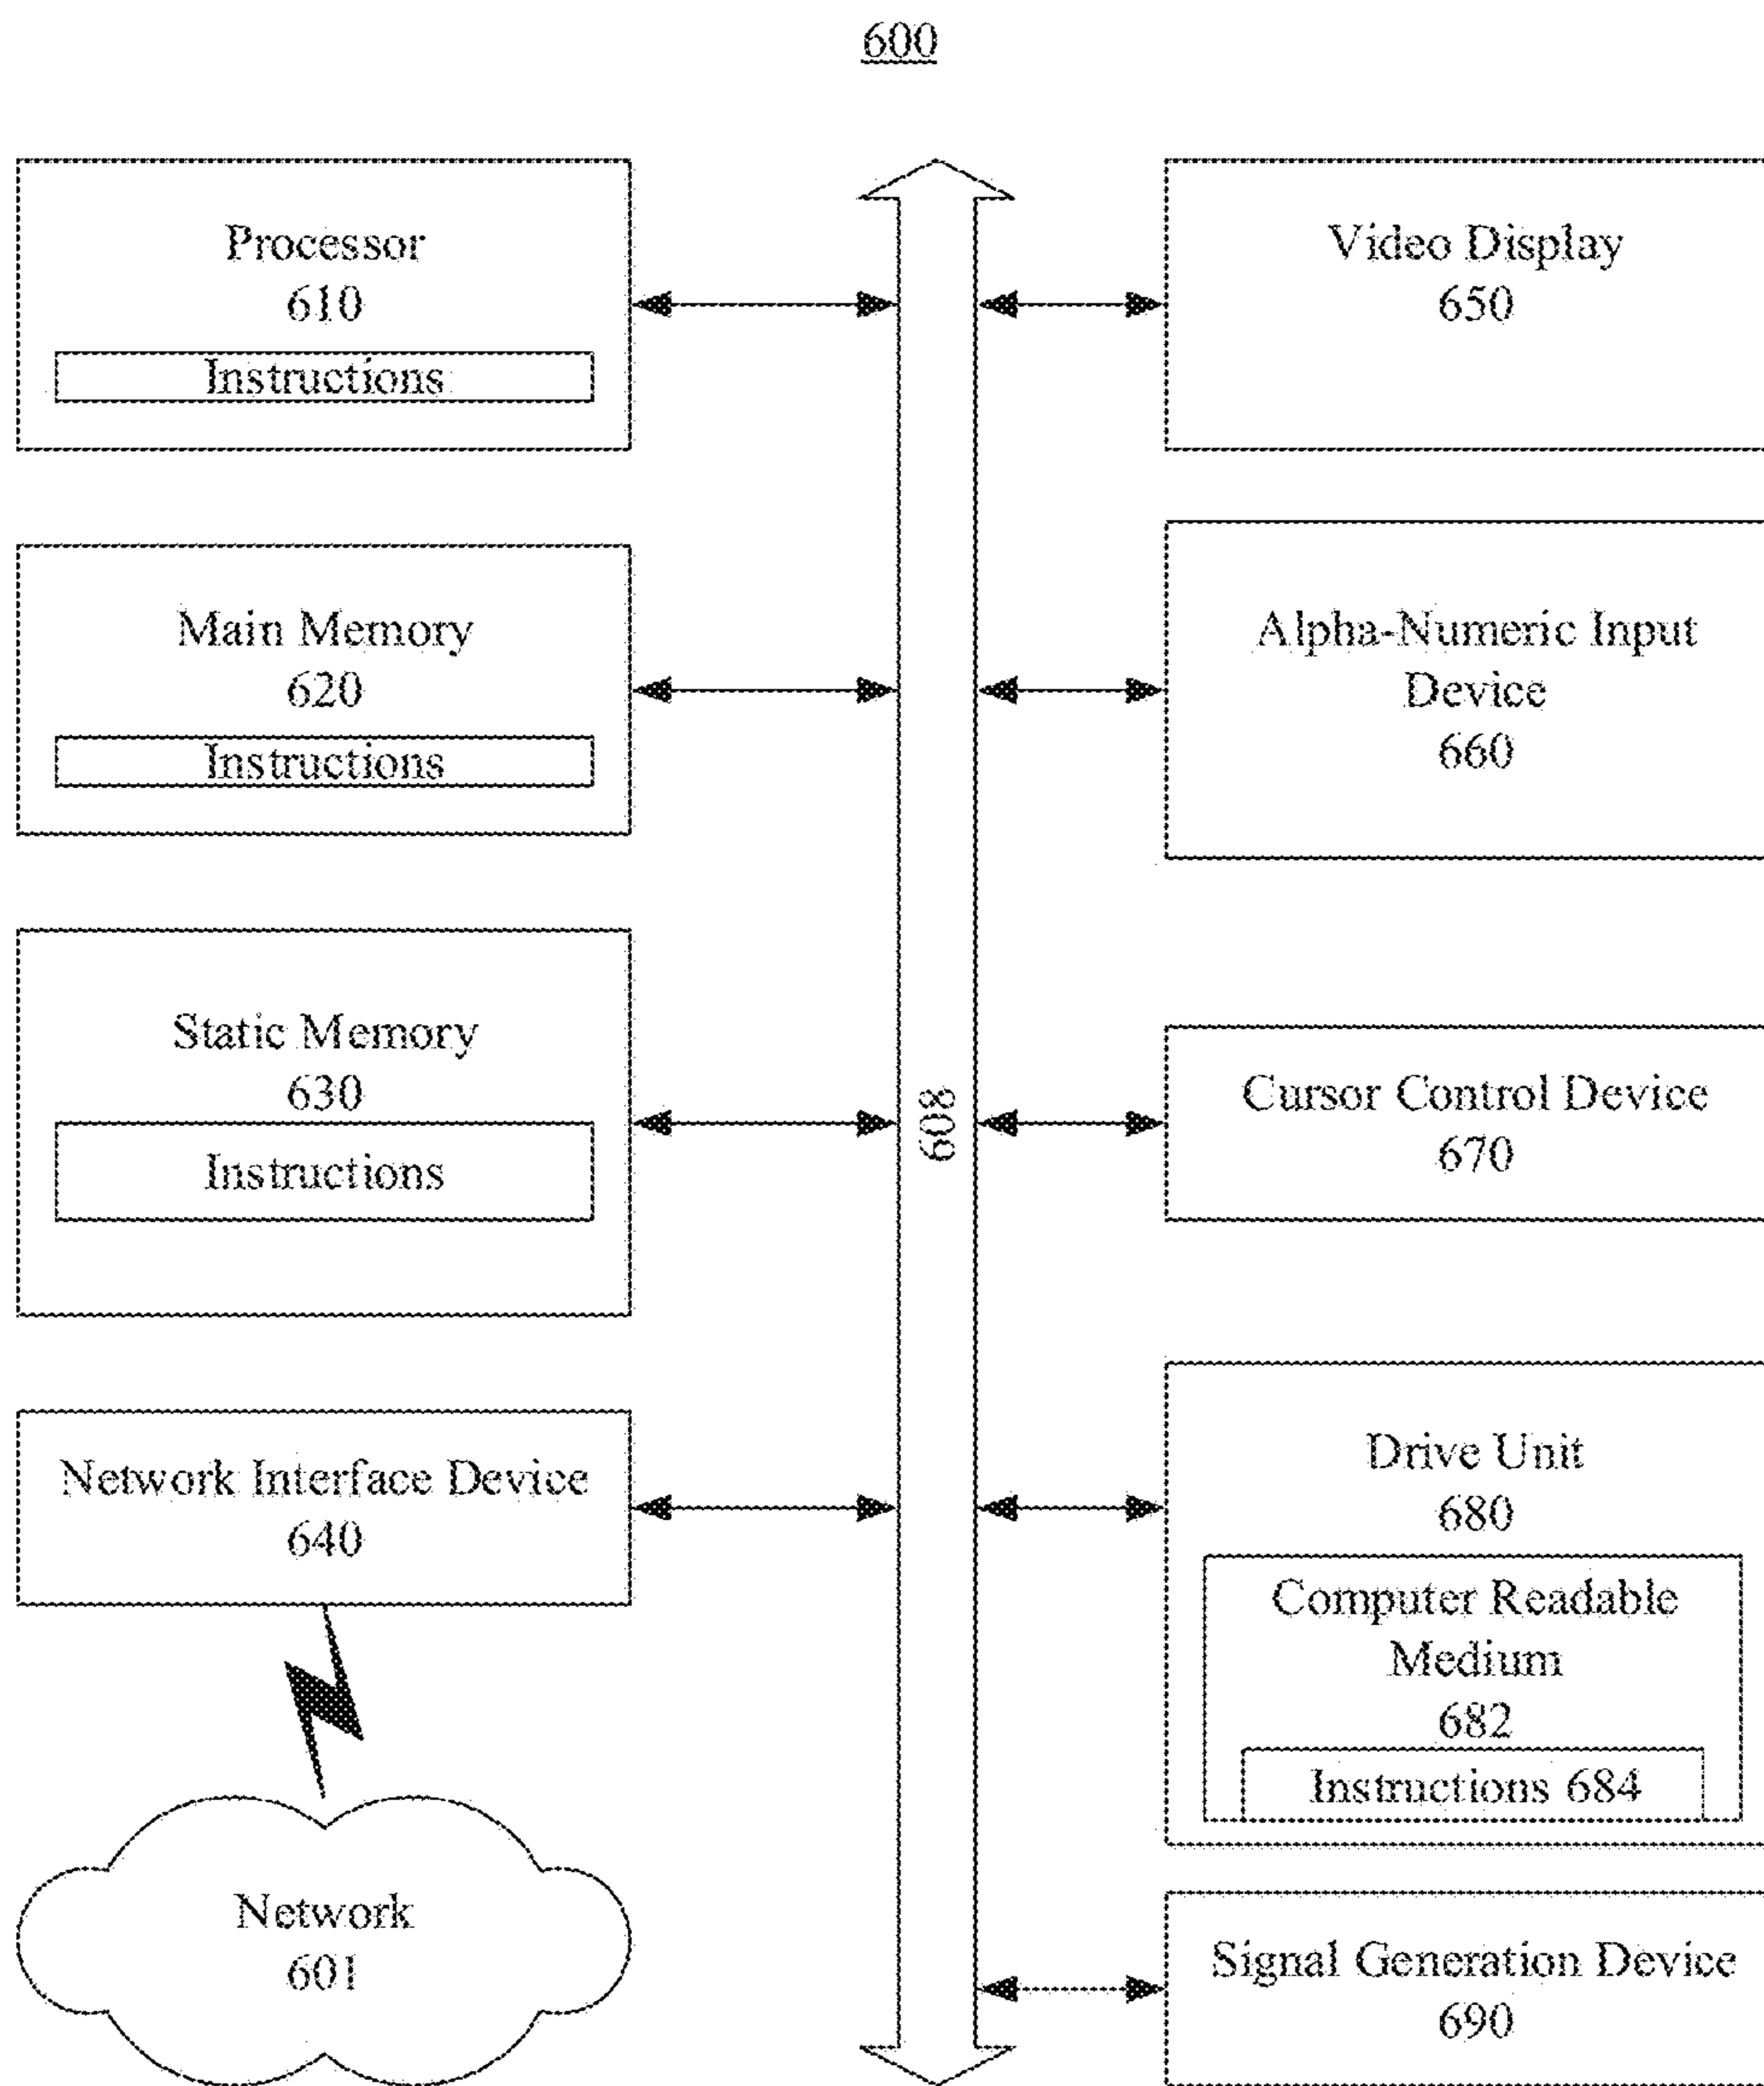 600
Processor
610
Instructions
Main Memory
620
Instructions
Static Memory
630
Instructions
Network Interface Device
640
Network
601
608
Video Display
650
Alpha-Numeric Input
Device
660
Cursor Control Device
670
Drive Unit
680
Computer Readable
Medium
682
Instructions 684
Signal Generation Device
690